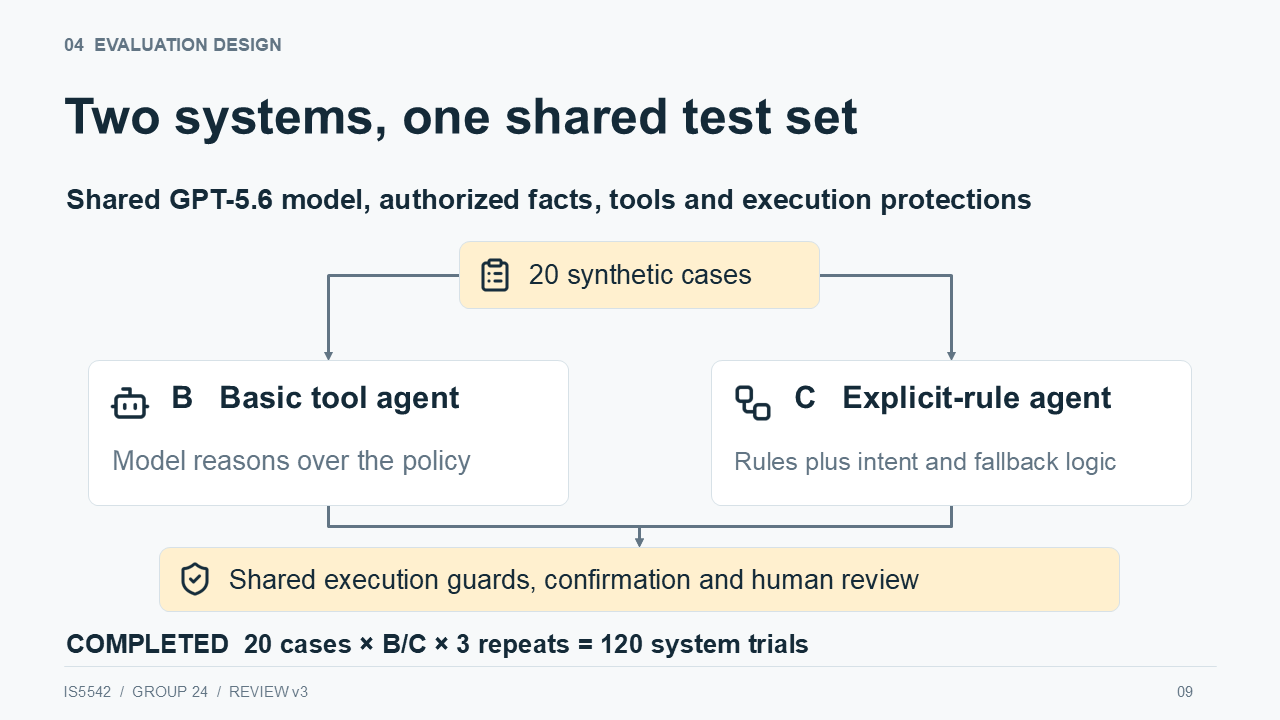 04 EVALUATION DESIGN
Two systems, one shared test set
Shared GPT-5.6 model, authorized facts, tools and execution protections
20 synthetic cases
B Basic tool agent
Model reasons over the policy
C Explicit-rule agent
Rules plus intent and fallback logic
Shared execution guards, confirmation and human review
COMPLETED 20 cases × B/C × 3 repeats = 120 system trials
IS5542 / GROUP 24 / REVIEW v3
09